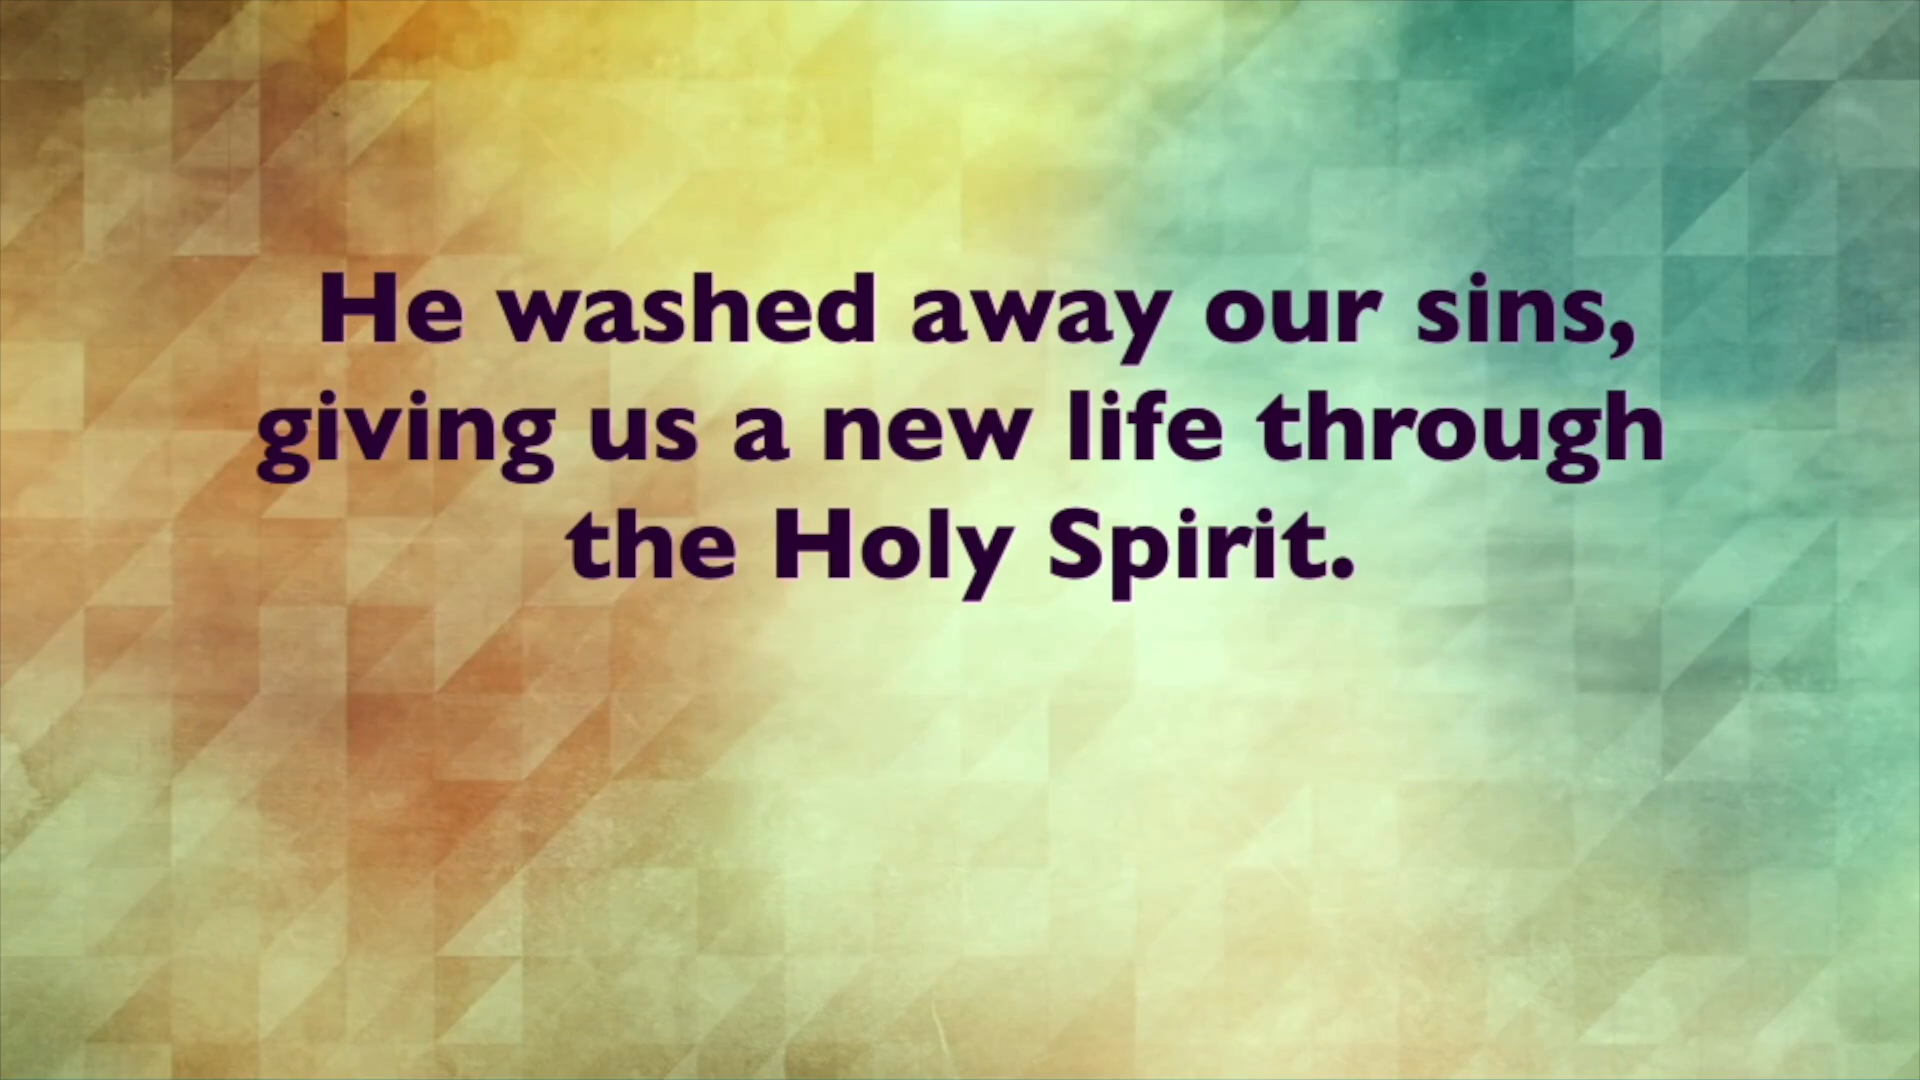 He washed away our sins,
giving us a new life through
the Holy Spirit.